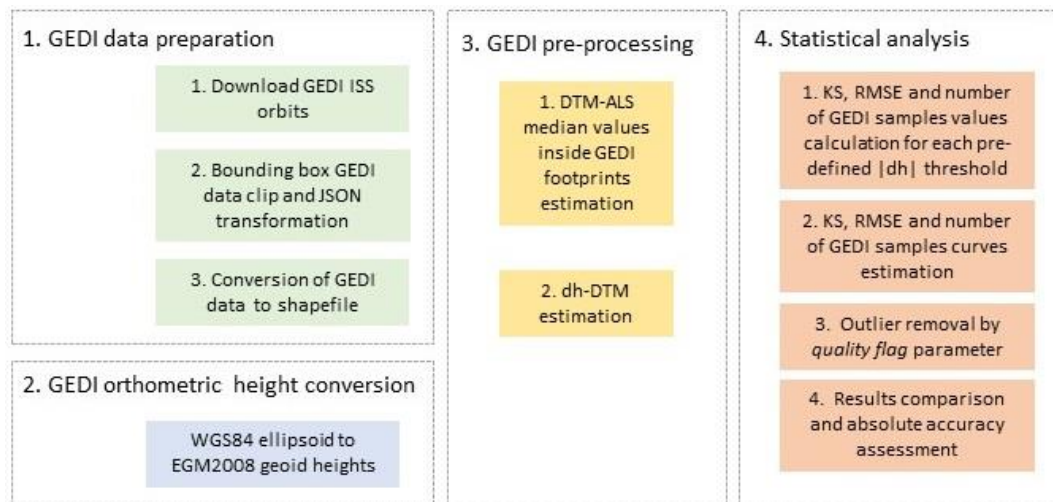 1. GEDI data preparation
1. Download GEDI ISS
orbits
2. Bounding box GEDI
data clip and JSON
transformation
3. Conversion of GEDI
data to shapefile
2. GEDI orthometric height conversion
WGS84 ellipsoid to
EGM2008 geoid heights
3. GEDI pre-processing
1. DTM-ALS
median values
inside GEDI
footprints
estimation
2. dh-DTM
estimation
4. Statistical analysis
1. KS, RMSE and number
of GEDI samples values
calculation for each pre-
defined |dh| threshold
2. KS, RMSE and number
of GEDI samples curves
estimation
3. Outlier removal by
quality flag parameter
4. Results comparison
and absolute accuracy
assessment